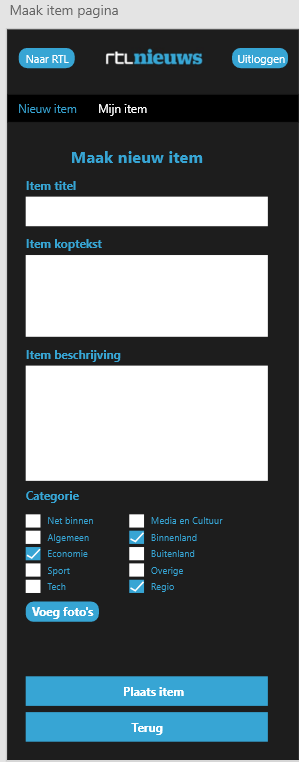 Maak item pagina
Naar RTL
rtlnieuws
Uitloggen
Nieuw item
Mijn item
Maak nieuw item
Item titel
Item koptekst
Item beschrijving
Categorie
Net binnen
Media en Cultuur
Algemeen
Binnenland
Economie
Buitenland
Sport
Overige
Tech
Regio
Voeg foto's
Plaats item
Terug